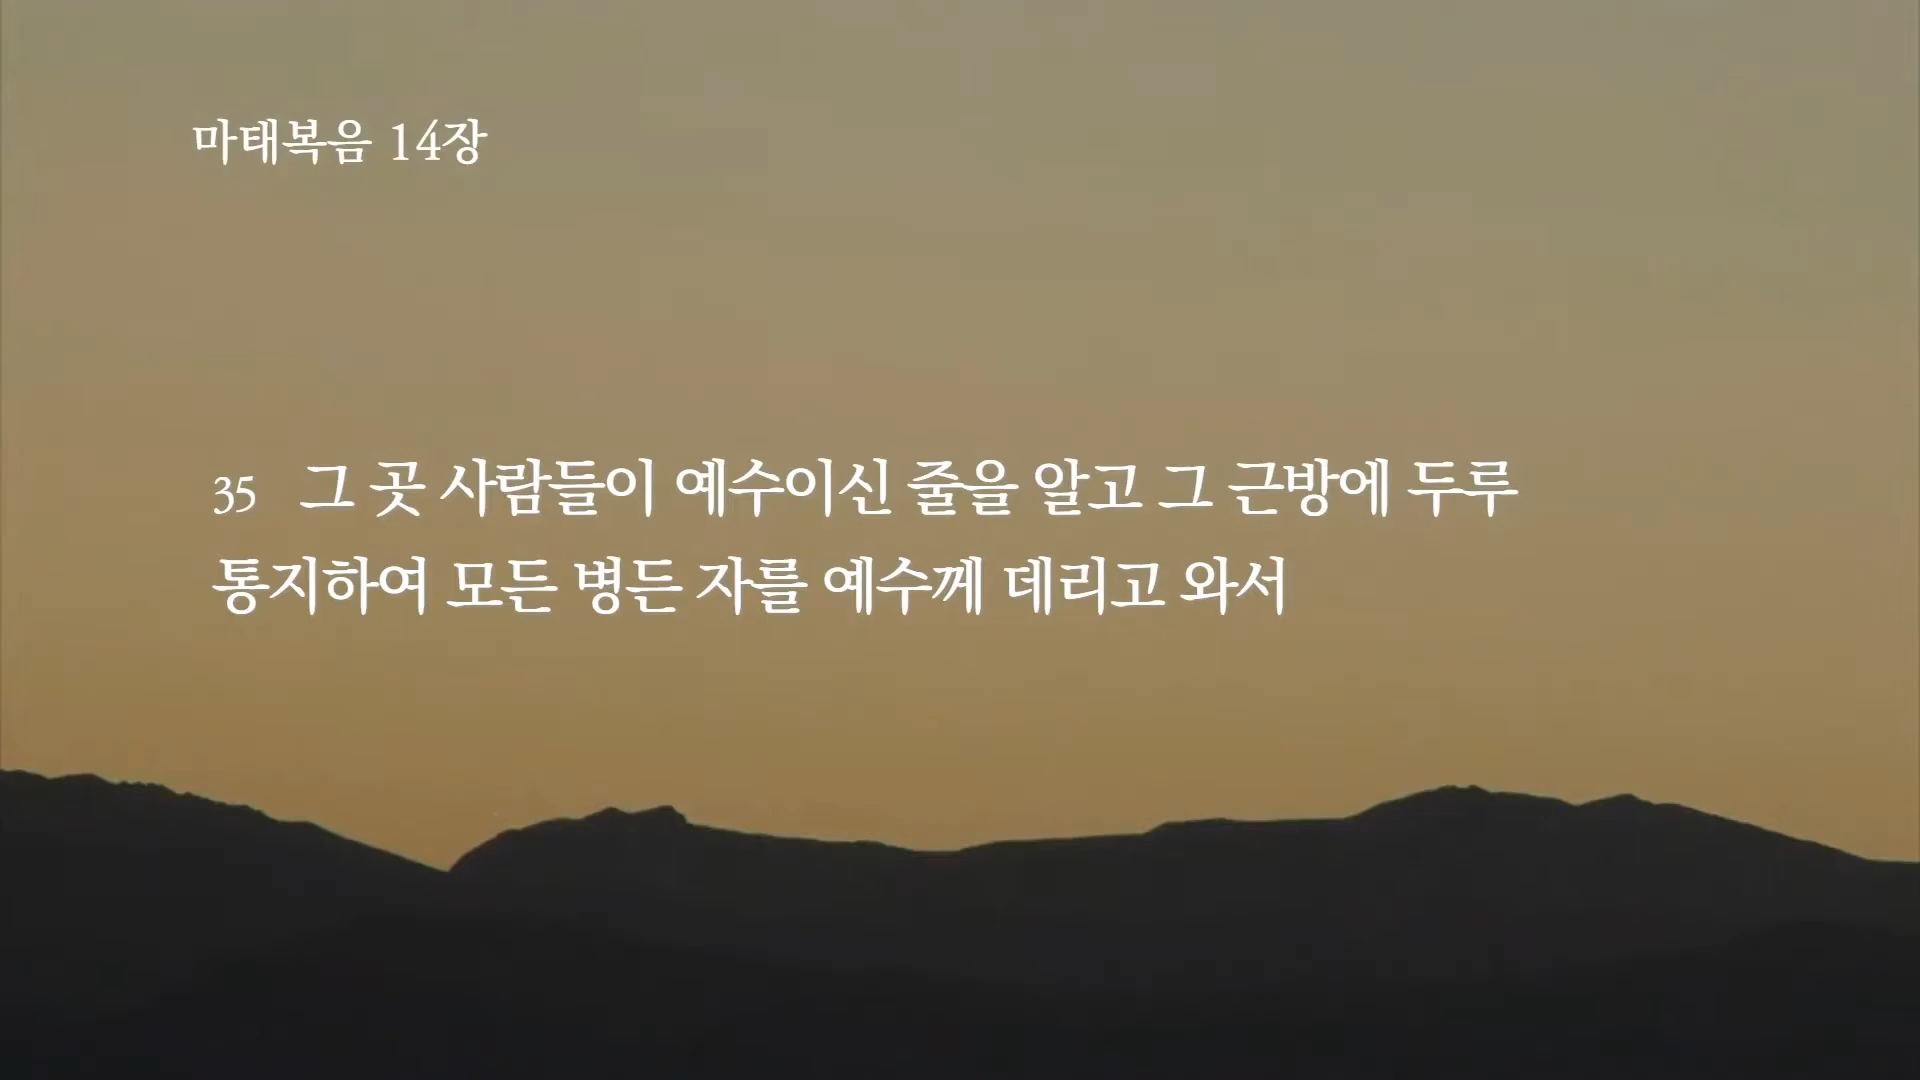 마태복음 14장
35 그 곳 사람들이 예수이신 줄을 알고 그 근방에 두루
통지하여 모든 병든 자를 예수께 데리고 와서